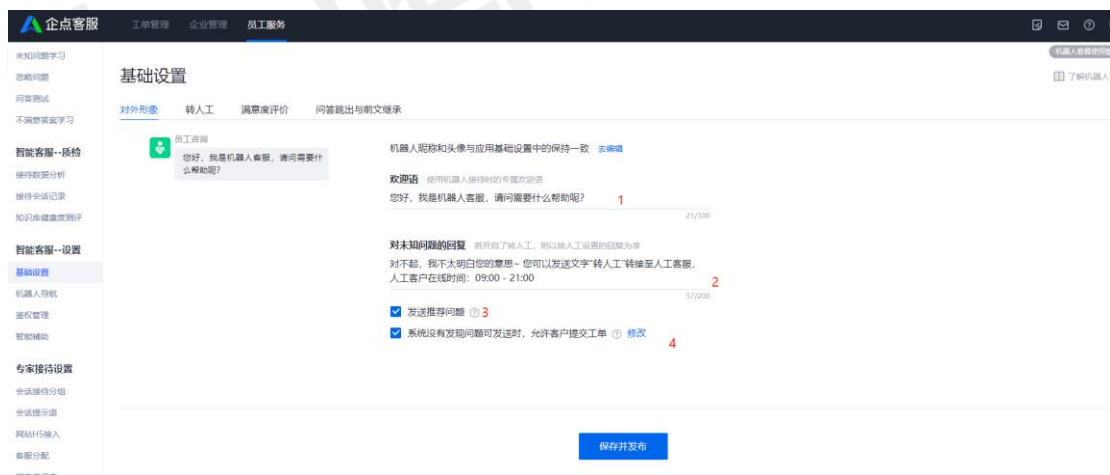 企点客服
工单管理 企业管理 员工服务
未知问题学习
忽略问题
问答测试
不满意答案学习
智能客服--质检
接待数据分析
接待会话记录
知识库健康度测评
智能客服--设置
基础设置
机器人导航
鉴权管理
智能辅助
专家接待设置
会话接待分组
会话提示语
网站H5接入
客服分配
机器人套餐使用
了解机器人
基础设置
对外形象 转人工 满意度评价 问答跳出与前文继承
员工咨询
您好，我是机器人客服，请问需要什
么帮助呢？
机器人昵称和头像与应用基础设置中的保持一致 去编辑
欢迎语 使用机器人接待时的专属欢迎语
您好，我是机器人客服，请问需要什么帮助呢？ 1
21/100
对未知问题的回复 若开启了转人工，则以转人工设置的回复为准
对不起，我不太明白您的意思~ 您可以发送文字“转人工”转接至人工客服，
人工客户在线时间：09:00 - 21:00 2
57/200
发送推荐问题 3
系统没有发现问题可发送时，允许客户提交工单 修改 4
保存并发布